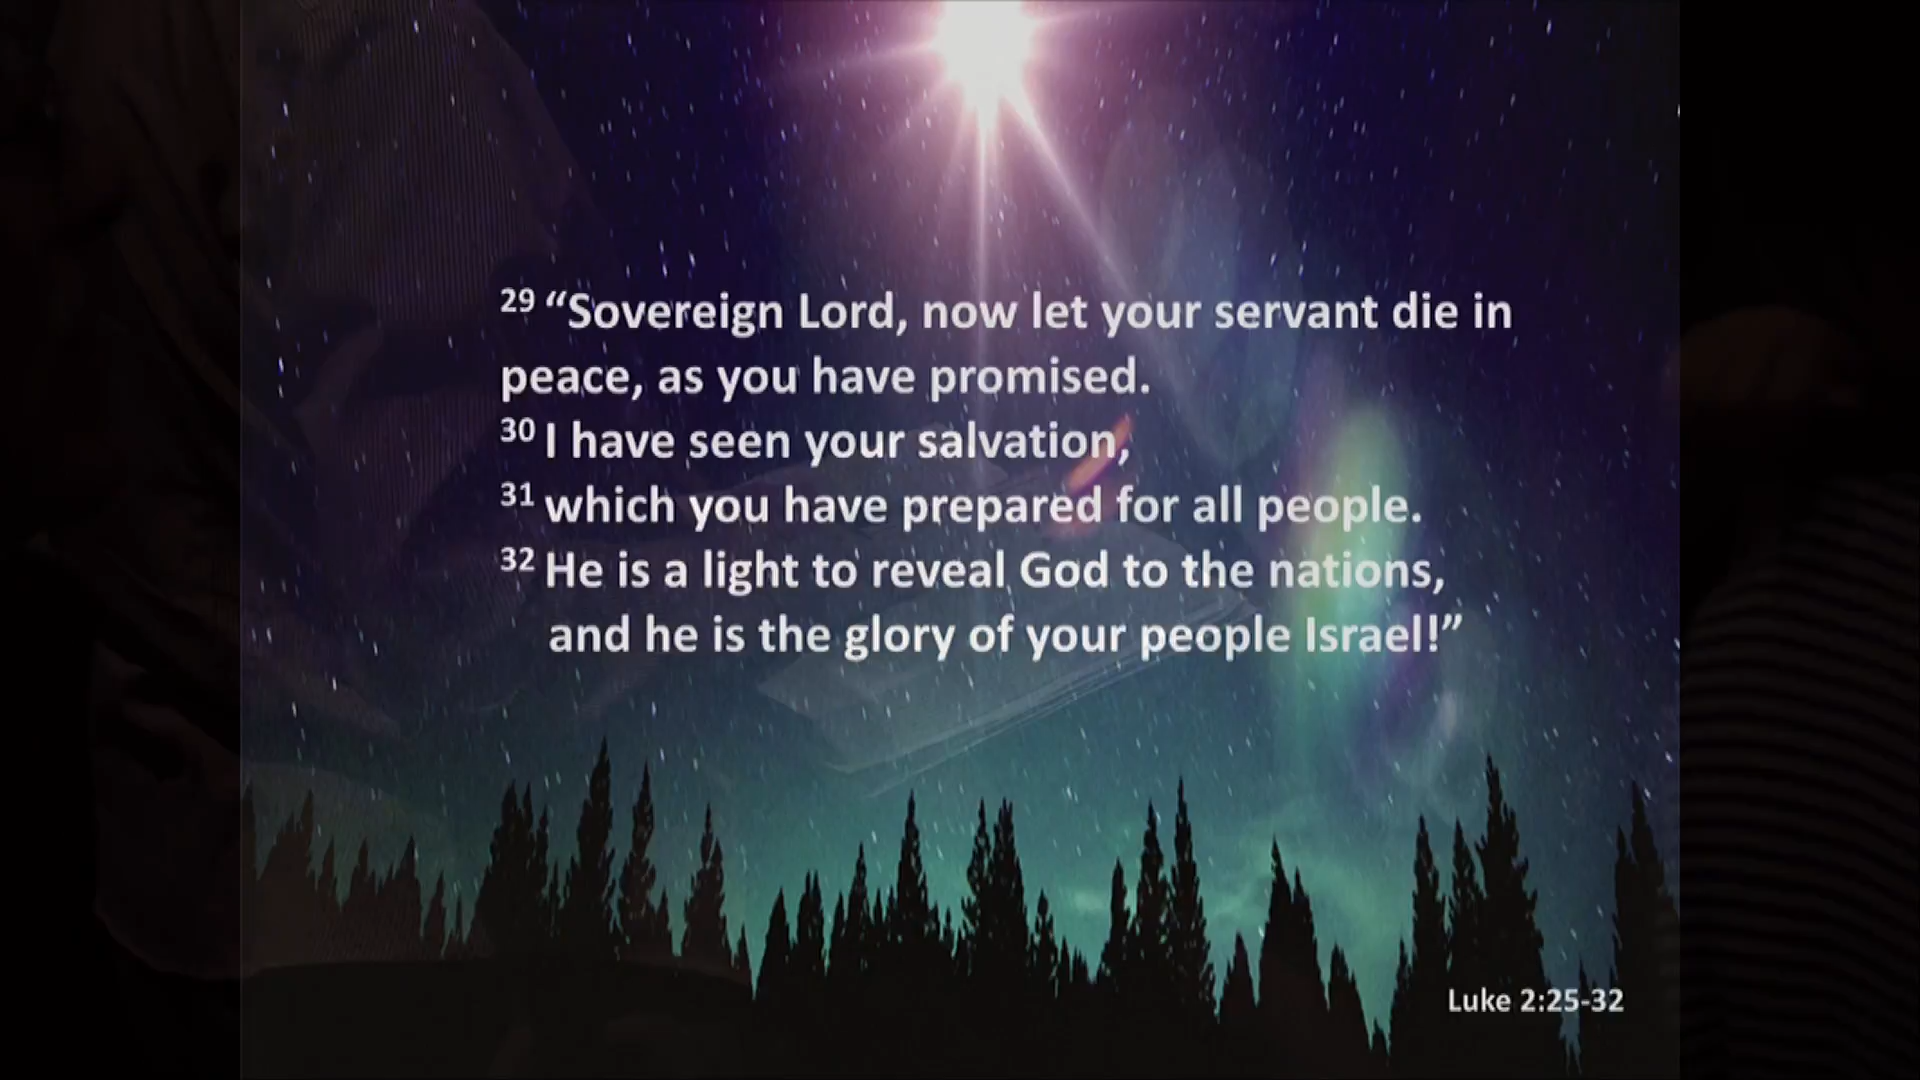 29 “Sovereign Lord, now let your servant die in
peace, as you have promised.
30 I have seen your salvation,
31 which you have prepared for all people.
32 He is a light to reveal God to the nations,
and he is the glory of your people Israel!”
Luke 2:25-32